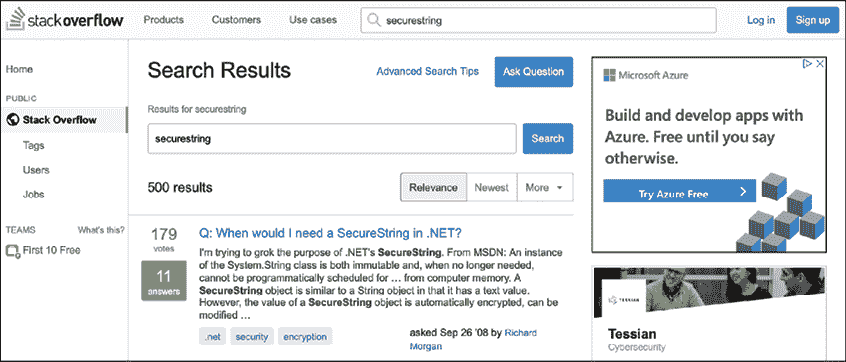 stackoverflow
Products
Customers
Use cases
securestring
Log in
Sign up
Home
PUBLIC
Stack Overflow
Tags
Users
Jobs
TEAMS
What's this?
First 10 Free
Search Results
Advanced Search Tips
Ask Question
Results for securestring
securestring
Search
500 results
Relevance
Newest
More
179
votes
11
answers
Q: When would I need a SecureString in .NET?
I'm trying to grok the purpose of .NET's SecureString. From MSDN: An instance
of the System.String class is both immutable and, when no longer needed,
cannot be programmatically scheduled for … from computer memory. A
SecureString object is similar to a String object in that it has a text value.
However, the value of a SecureString object is automatically encrypted, can be
modified …
.net
security
encryption
asked Sep 26 '08 by Richard
Morgan
Microsoft Azure
Build and develop apps with
Azure. Free until you say
otherwise.
Try Azure Free
TESSIAN
Tessian
Cybersecurity